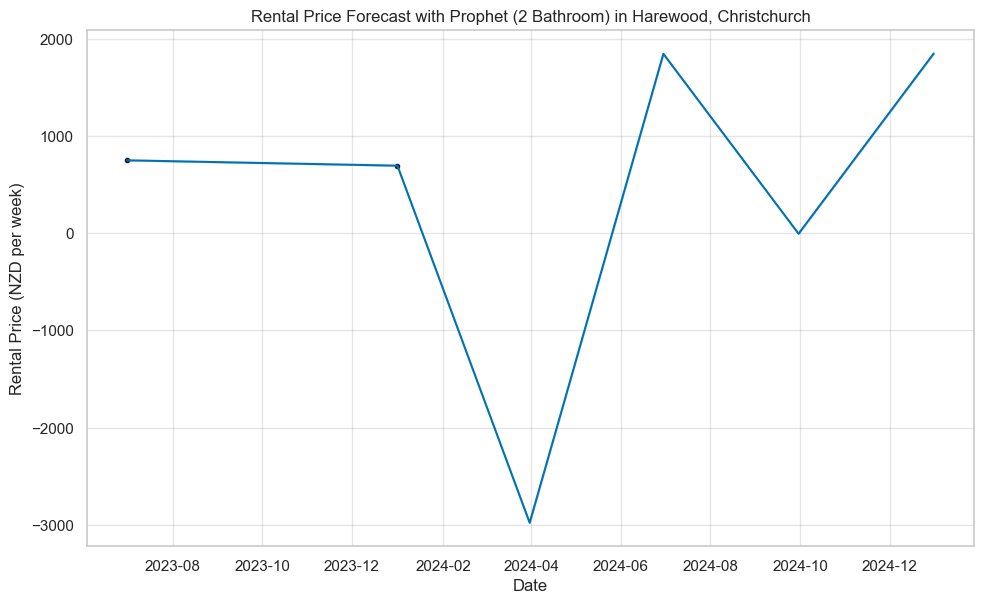 Rental Price Forecast with Prophet (2 Bathroom) in Harewood, Christchurch
Rental Price (NZD per week)
2000
1000
0
−1000
−2000
−3000
2023-08 2023-10 2023-12 2024-02 2024-04 2024-06 2024-08 2024-10 2024-12
Date